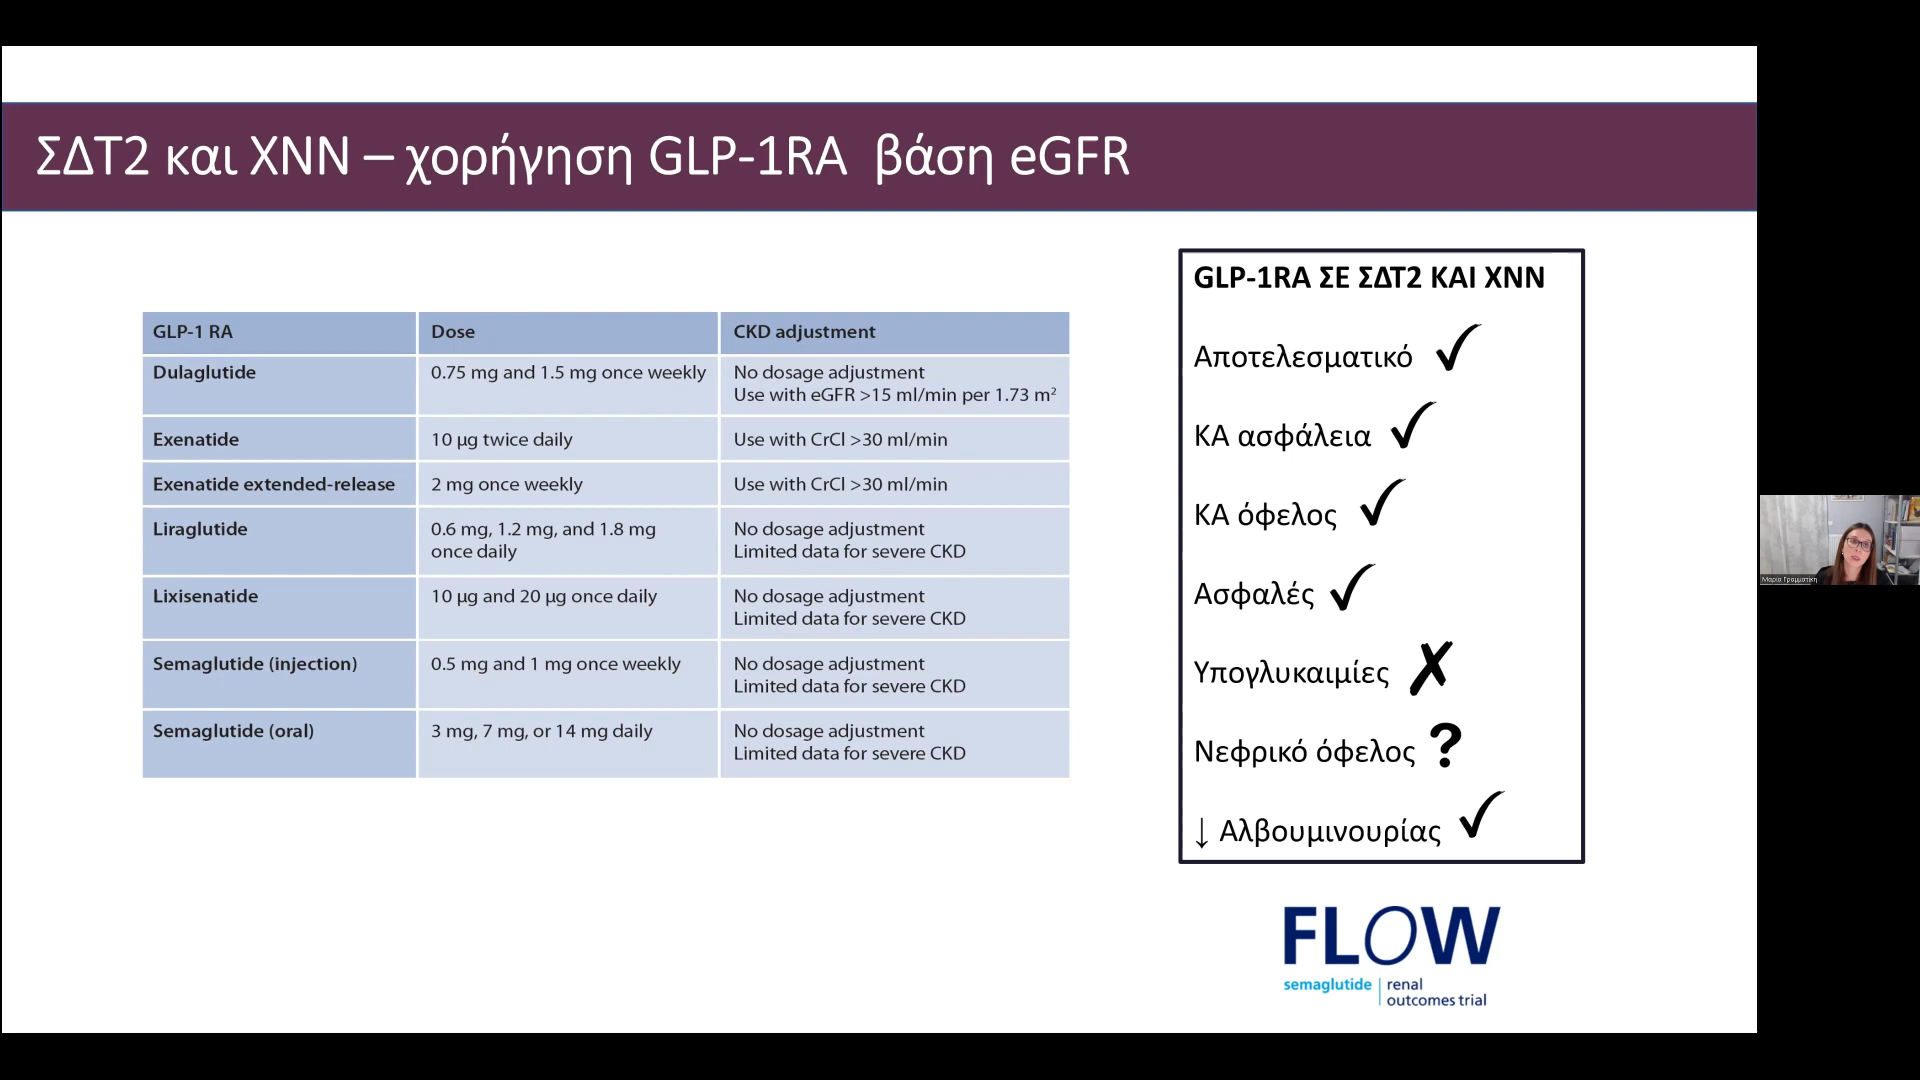 ΣΔΤ2 και ΧΝΝ – χορήγηση GLP-1RA βάση eGFR
GLP-1 RA Dose CKD adjustment
Dulaglutide 0.75 mg and 1.5 mg once weekly No dosage adjustment
Use with eGFR >15 ml/min per 1.73 m²
Exenatide 10 µg twice daily Use with CrCl >30 ml/min
Exenatide extended-release 2 mg once weekly Use with CrCl >30 ml/min
Liraglutide 0.6 mg, 1.2 mg, and 1.8 mg No dosage adjustment
once daily Limited data for severe CKD
Lixisenatide 10 µg and 20 µg once daily No dosage adjustment
Limited data for severe CKD
Semaglutide (injection) 0.5 mg and 1 mg once weekly No dosage adjustment
Limited data for severe CKD
Semaglutide (oral) 3 mg, 7 mg, or 14 mg daily No dosage adjustment
Limited data for severe CKD
GLP-1RA ΣΕ ΣΔΤ2 ΚΑΙ ΧΝΝ
Αποτελεσματικό ✓
ΚΑ ασφάλεια ✓
ΚΑ όφελος ✓
Ασφαλές ✓
Υπογλυκαιμίες ✗
Νεφρικό όφελος ?
↓ Αλβουμινουρίας ✓
FLOW
semaglutide | renal
outcomes trial
Μαρια Γραμματικη